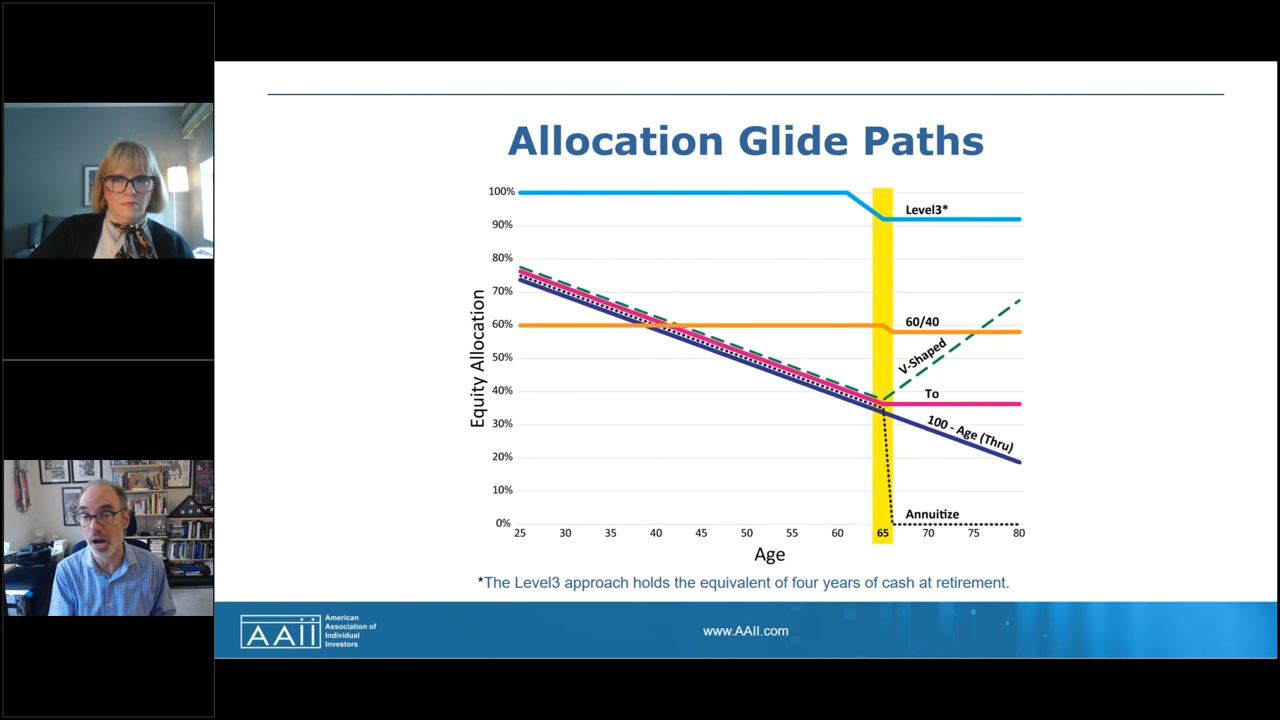 Allocation Glide Paths
Equity Allocation
100%
90%
80%
70%
60%
50%
40%
30%
20%
10%
0%
Level3*
60/40
V-Shaped
To
100 - Age (Thru)
Annuitize
25 30 35 40 45 50 55 60 65 70 75 80
Age
*The Level3 approach holds the equivalent of four years of cash at retirement.
AAII
American
Association of
Individual
Investors
www.AAII.com